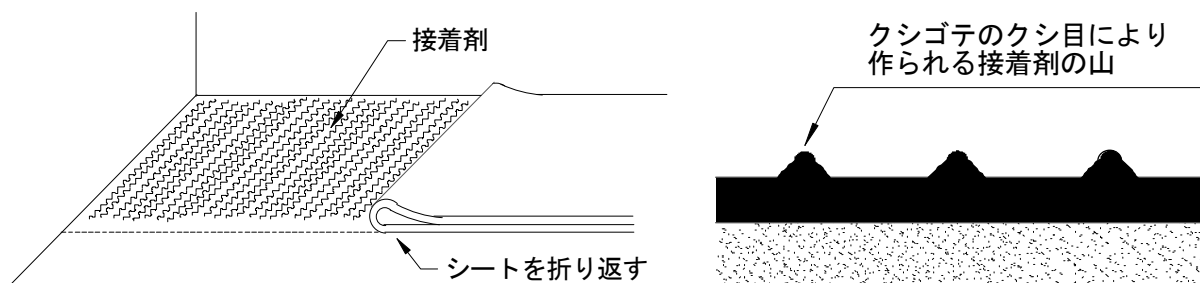 接着剤
シートを折り返す
クシゴテのクシ目により
作られる接着剤の山